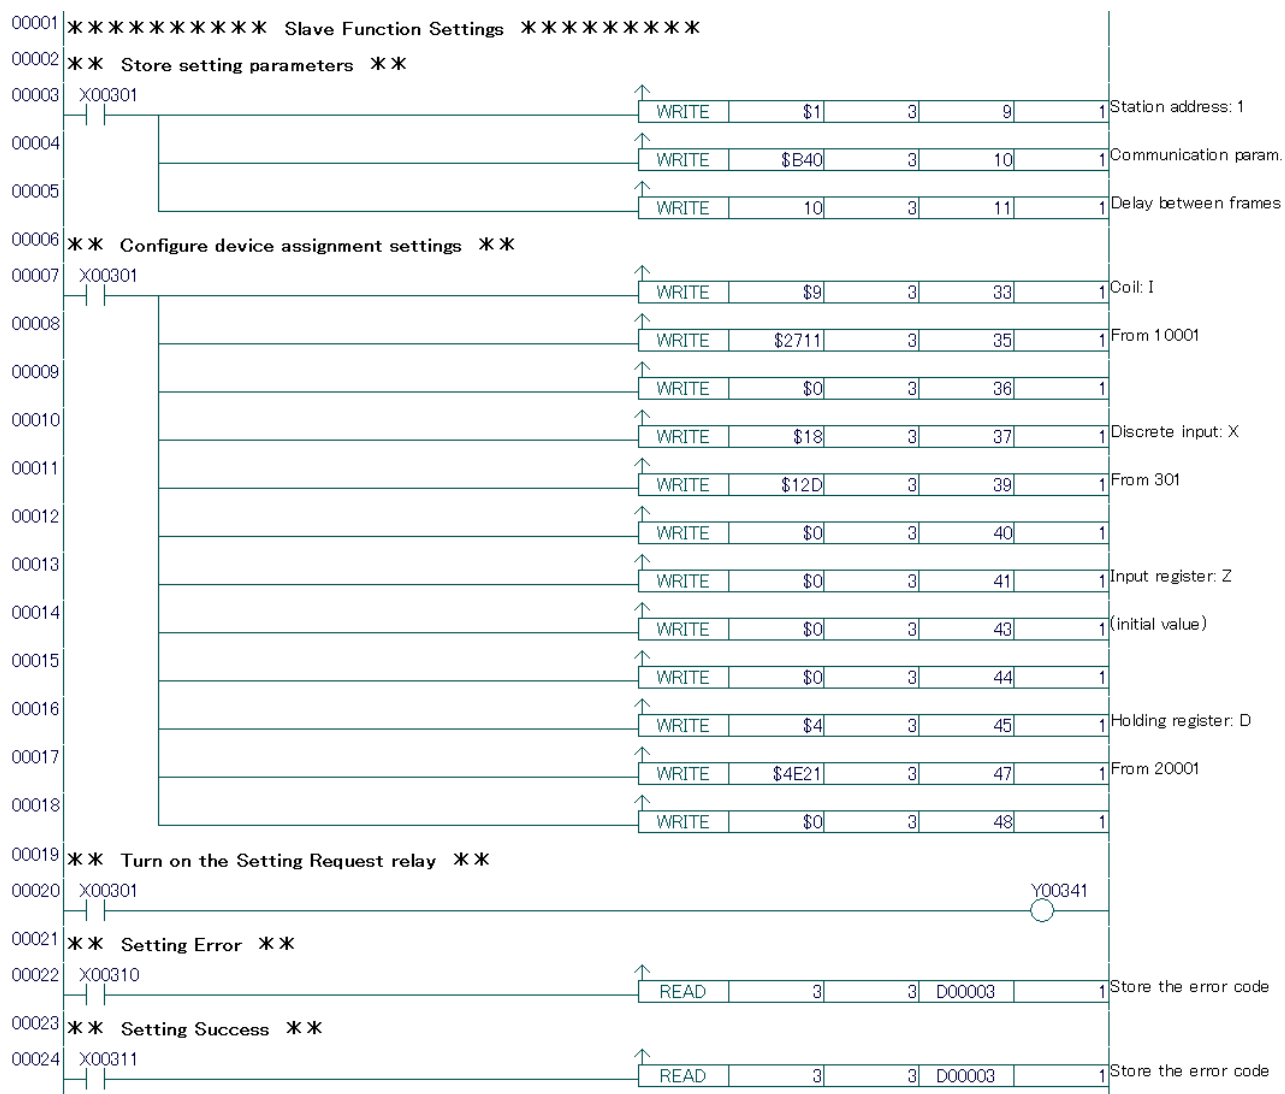 00001 ********** Slave Function Settings *********
00002 ** Store setting parameters **
00003 X00301 WRITE $1 3 9 1 Station address: 1
00004 WRITE $B40 3 10 1 Communication param.
00005 WRITE 10 3 11 1 Delay between frames
00006 ** Configure device assignment settings **
00007 X00301 WRITE $9 3 33 1 Coil: I
00008 WRITE $2711 3 35 1 From 10001
00009 WRITE $0 3 36 1
00010 WRITE $18 3 37 1 Discrete input: X
00011 WRITE $12D 3 39 1 From 301
00012 WRITE $0 3 40 1
00013 WRITE $0 3 41 1 Input register: Z
00014 WRITE $0 3 43 1 (initial value)
00015 WRITE $0 3 44 1
00016 WRITE $4 3 45 1 Holding register: D
00017 WRITE $4E21 3 47 1 From 20001
00018 WRITE $0 3 48 1
00019 ** Turn on the Setting Request relay **
00020 X00301 Y00341
00021 ** Setting Error **
00022 X00310 READ 3 3 D00003 1 Store the error code
00023 ** Setting Success **
00024 X00311 READ 3 3 D00003 1 Store the error code